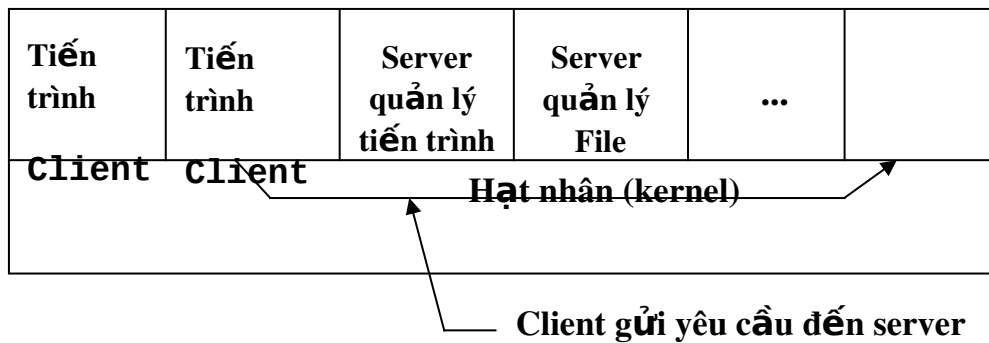 Tiến
trình
Client
Tiến
trình
Client
Server
quản lý
tiến trình
Server
quản lý
File
...
Hạt nhân (kernel)
Client gửi yêu cầu đến server